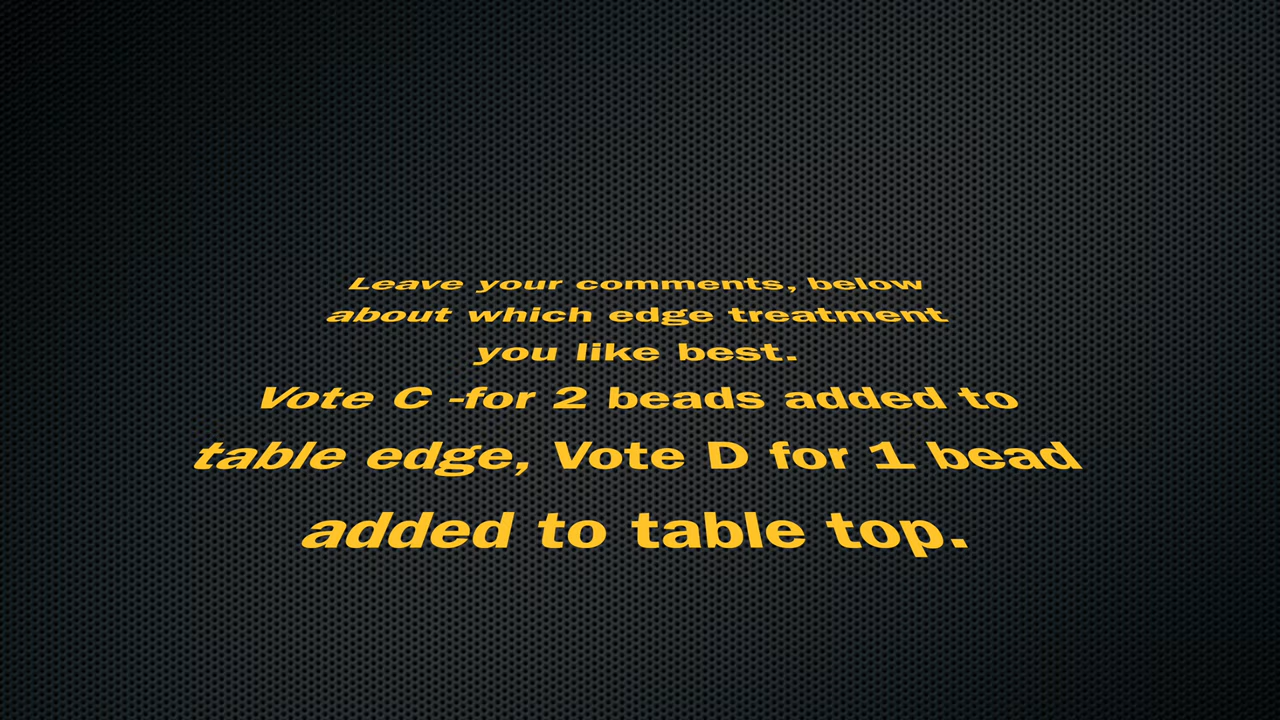 Leave your comments, below
about which edge treatment
you like best.
Vote C -for 2 beads added to
table edge, Vote D for 1 bead
added to table top.